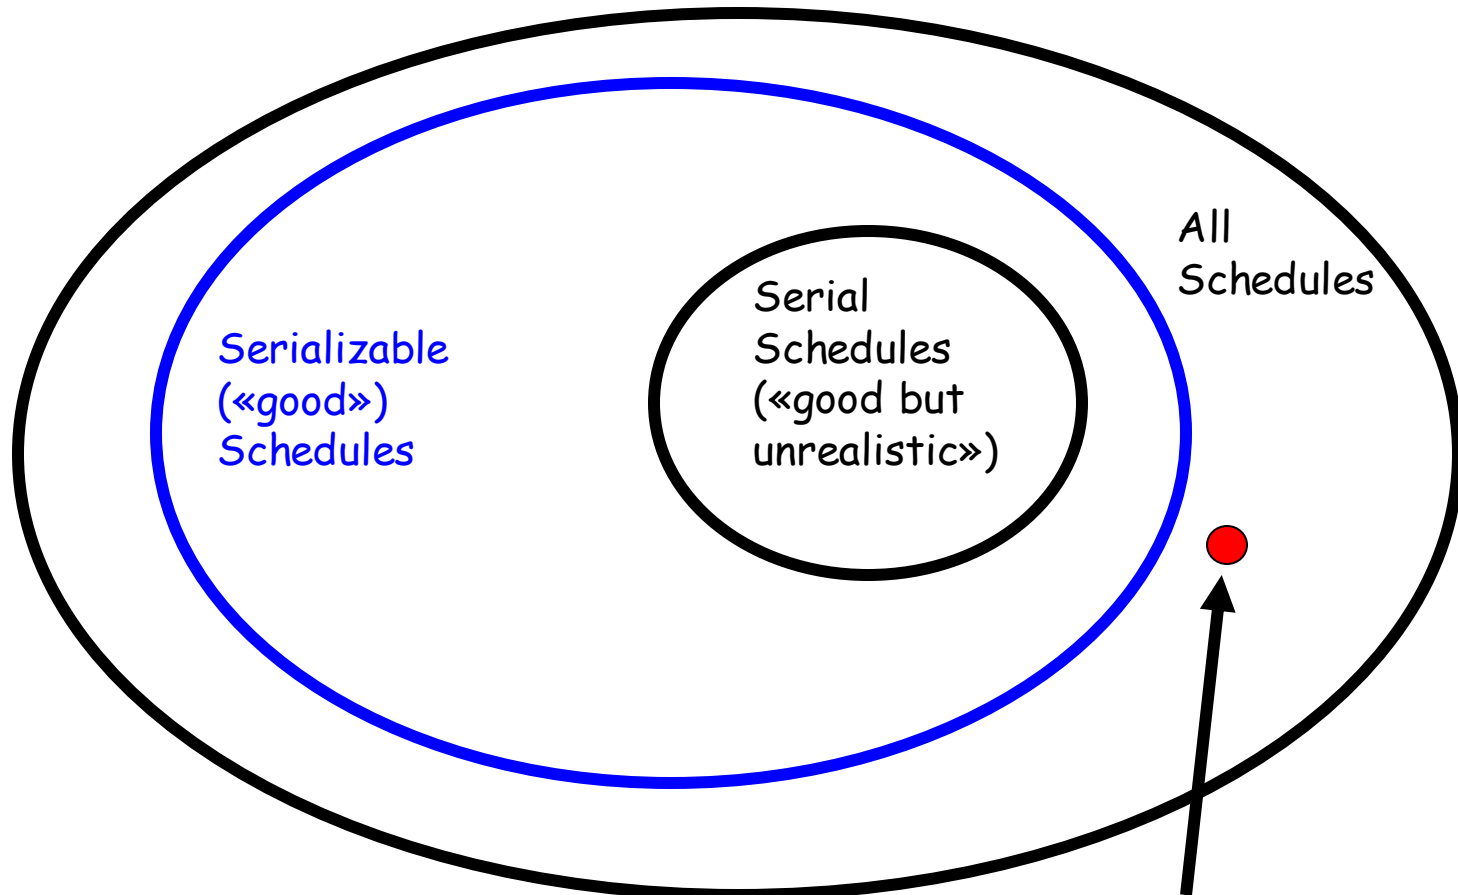 All
Schedules
Serial
Schedules
(«good but
unrealistic»)
Serializable
(«good»)
Schedules